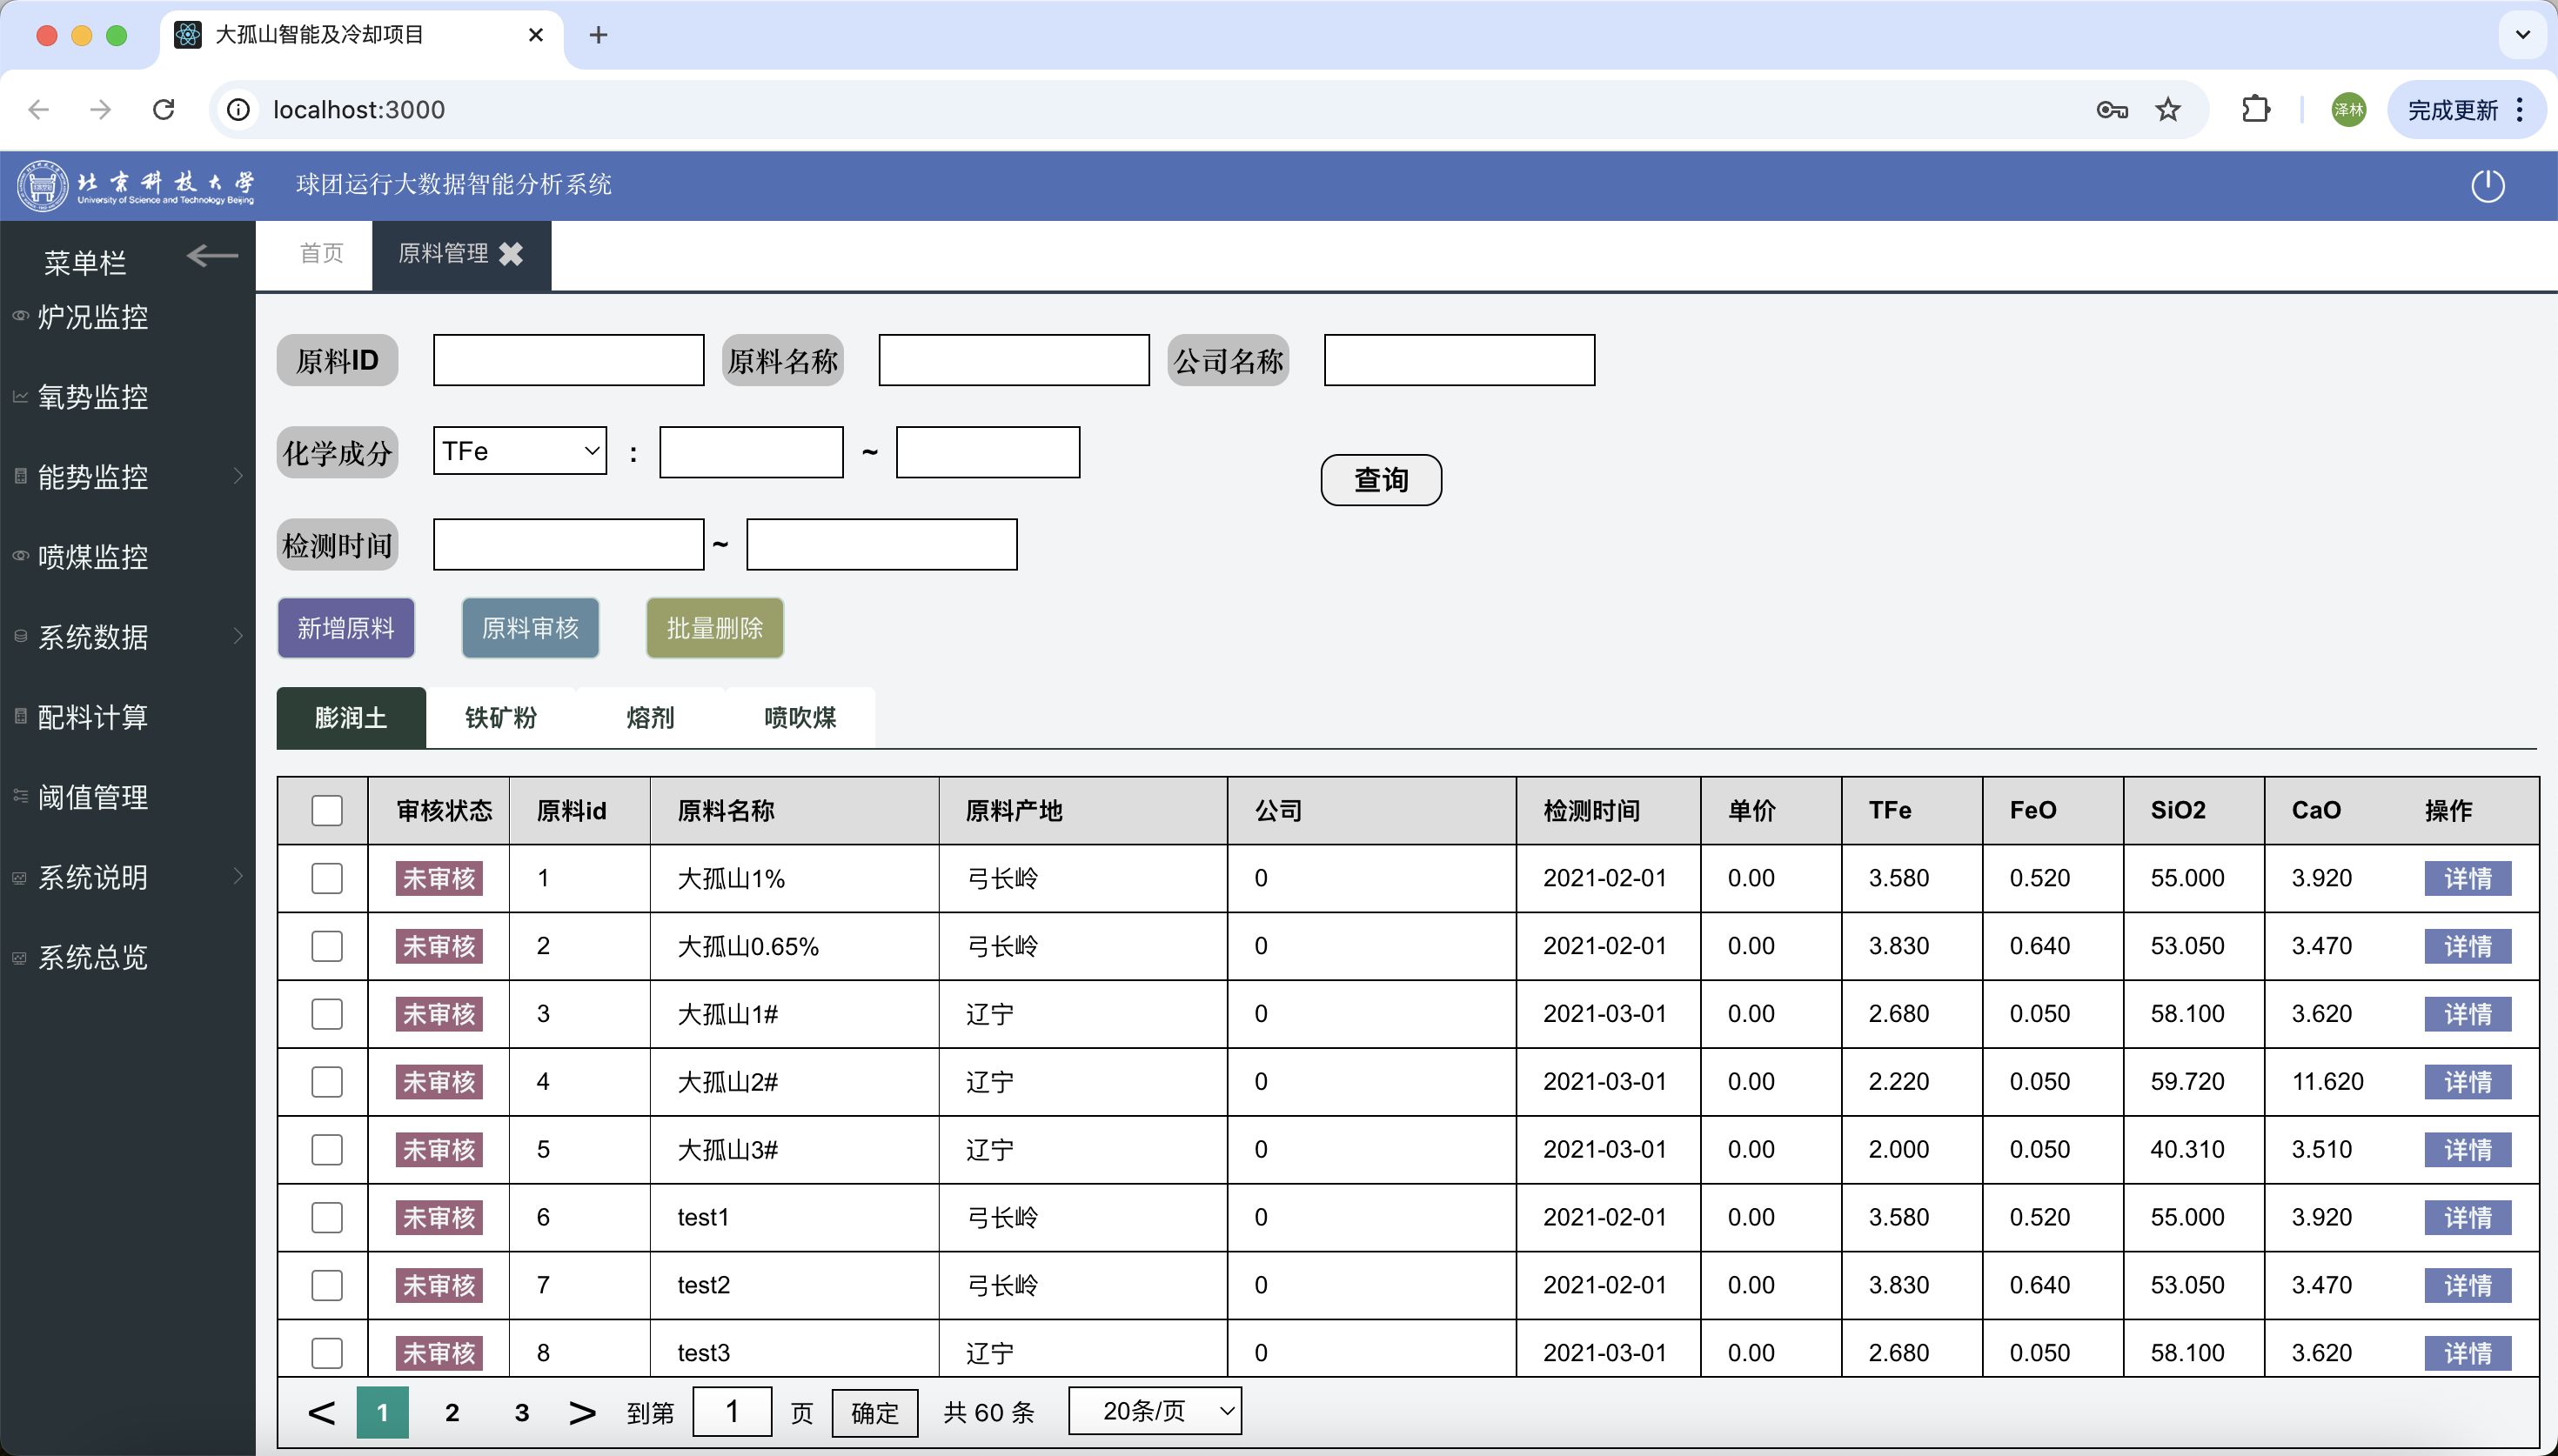 大孤山智能及冷却项目
localhost:3000
泽林
完成更新
北京科技大学
University of Science and Technology Beijing
球团运行大数据智能分析系统
菜单栏
炉况监控
氧势监控
能势监控
喷煤监控
系统数据
配料计算
阈值管理
系统说明
系统总览
首页
原料管理
原料ID
原料名称
公司名称
化学成分
TFe
:
~
查询
检测时间
~
新增原料
原料审核
批量删除
膨润土
铁矿粉
熔剂
喷吹煤
审核状态 原料id 原料名称 原料产地 公司 检测时间 单价 TFe FeO SiO2 CaO 操作
未审核 1 大孤山1% 弓长岭 0 2021-02-01 0.00 3.580 0.520 55.000 3.920 详情
未审核 2 大孤山0.65% 弓长岭 0 2021-02-01 0.00 3.830 0.640 53.050 3.470 详情
未审核 3 大孤山1# 辽宁 0 2021-03-01 0.00 2.680 0.050 58.100 3.620 详情
未审核 4 大孤山2# 辽宁 0 2021-03-01 0.00 2.220 0.050 59.720 11.620 详情
未审核 5 大孤山3# 辽宁 0 2021-03-01 0.00 2.000 0.050 40.310 3.510 详情
未审核 6 test1 弓长岭 0 2021-02-01 0.00 3.580 0.520 55.000 3.920 详情
未审核 7 test2 弓长岭 0 2021-02-01 0.00 3.830 0.640 53.050 3.470 详情
未审核 8 test3 辽宁 0 2021-03-01 0.00 2.680 0.050 58.100 3.620 详情
< 1 2 3 > 到第 1 页 确定 共 60 条 20条/页